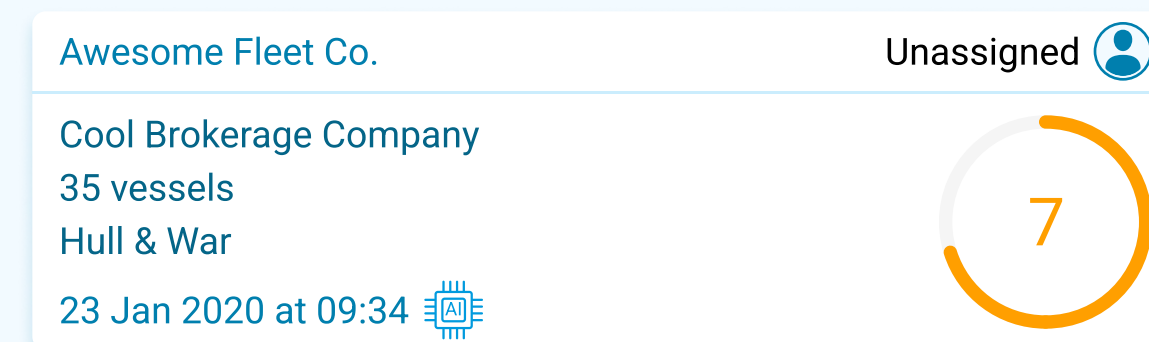 Awesome Fleet Co.
Unassigned
Cool Brokerage Company
35 vessels
Hull & War
7
23 Jan 2020 at 09:34
AI